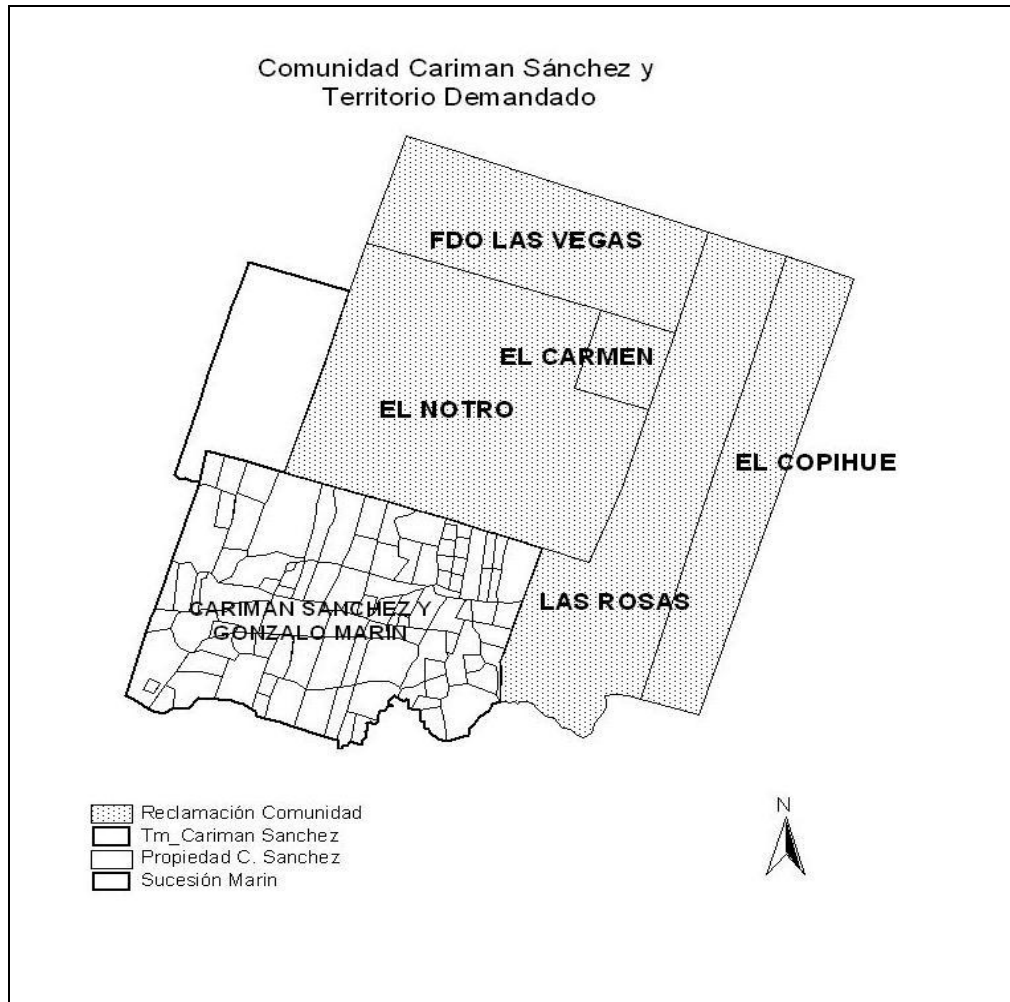 Comunidad Cariman Sánchez y
Territorio Demandado
FDO LAS VEGAS
EL CARMEN
EL NOTRO
EL COPIHUE
LAS ROSAS
CARIMAN SANCHEZ Y
GONZALO MARIN
Reclamación Comunidad
Tm_Cariman Sanchez
Propiedad C. Sanchez
Sucesión Marin
N